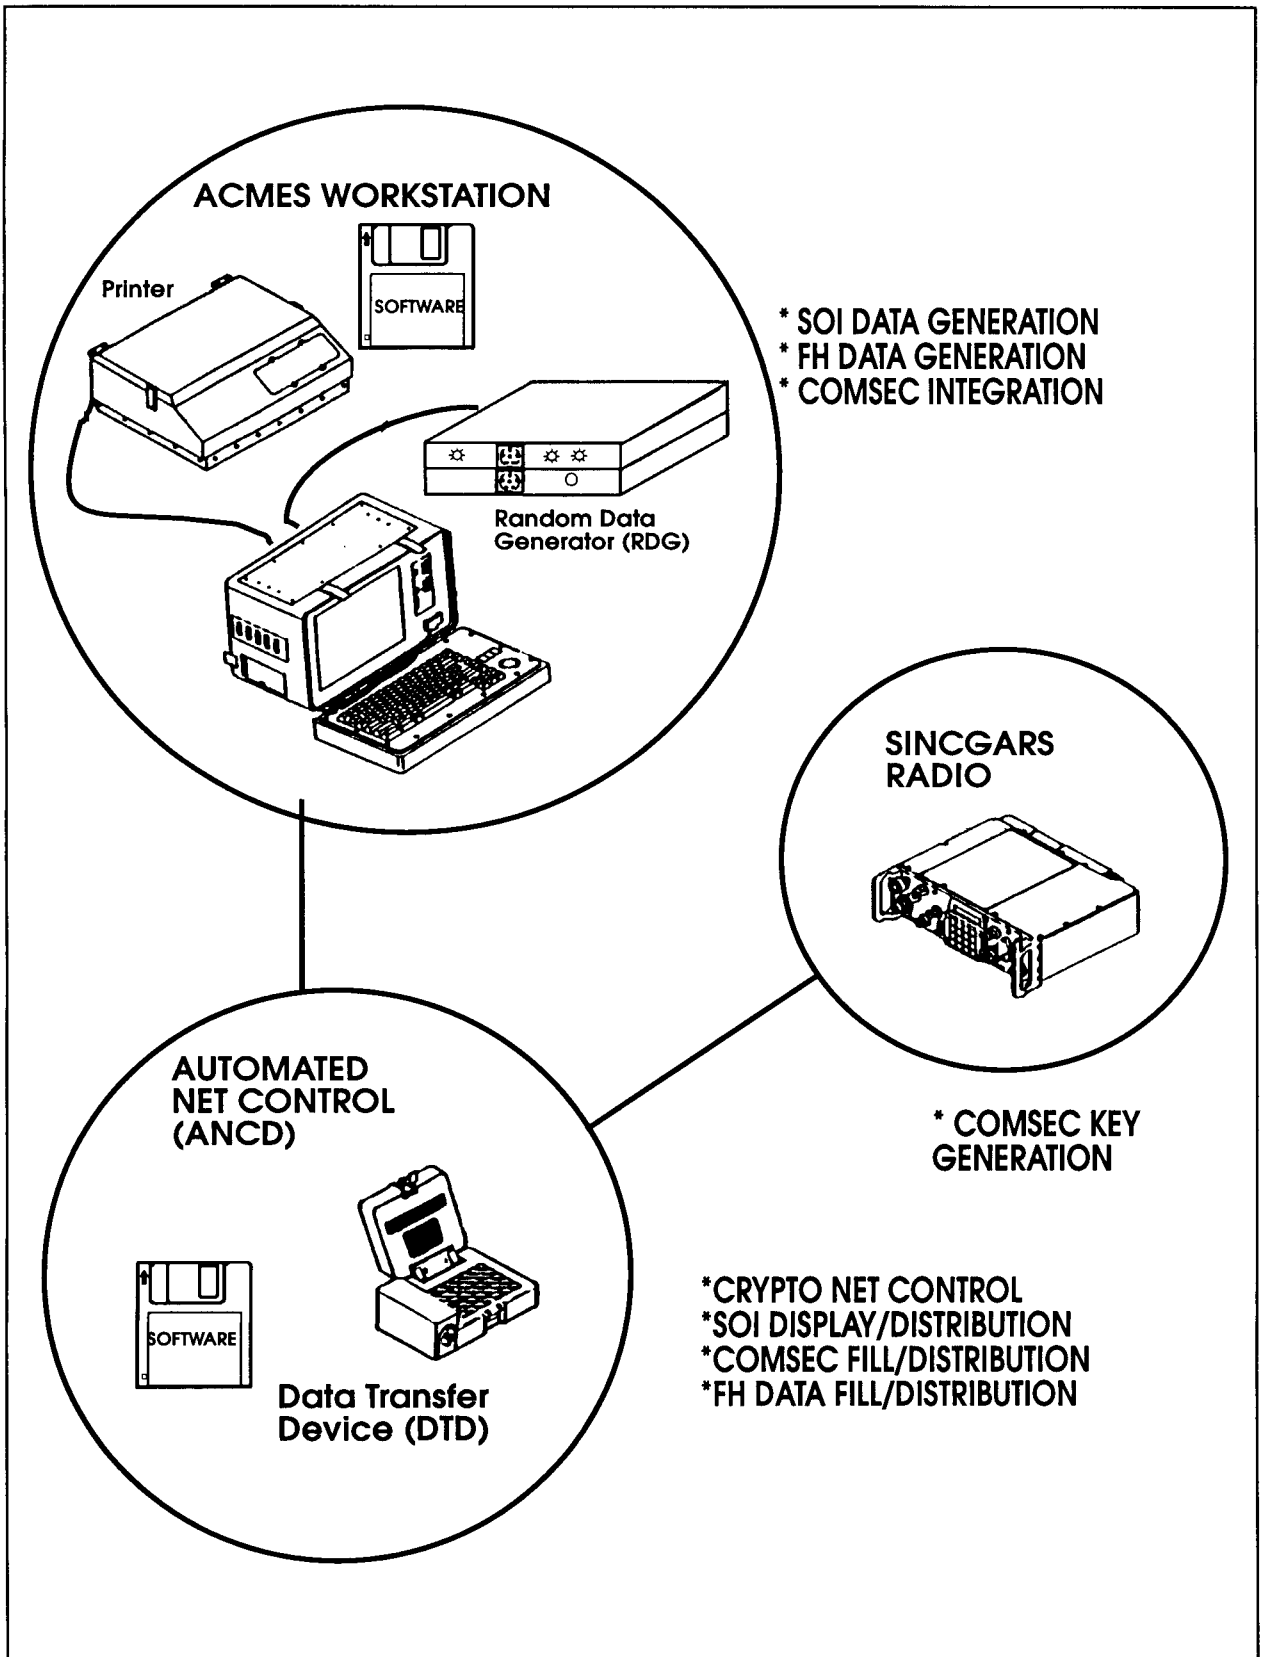 ACMES WORKSTATION
Printer
SOFTWARE
Random Data
Generator (RDG)
* SOI DATA GENERATION
* FH DATA GENERATION
* COMSEC INTEGRATION
SINCGARS
RADIO
* COMSEC KEY
GENERATION
AUTOMATED
NET CONTROL
(ANCD)
SOFTWARE
Data Transfer
Device (DTD)
*CRYPTO NET CONTROL
*SOI DISPLAY/DISTRIBUTION
*COMSEC FILL/DISTRIBUTION
*FH DATA FILL/DISTRIBUTION